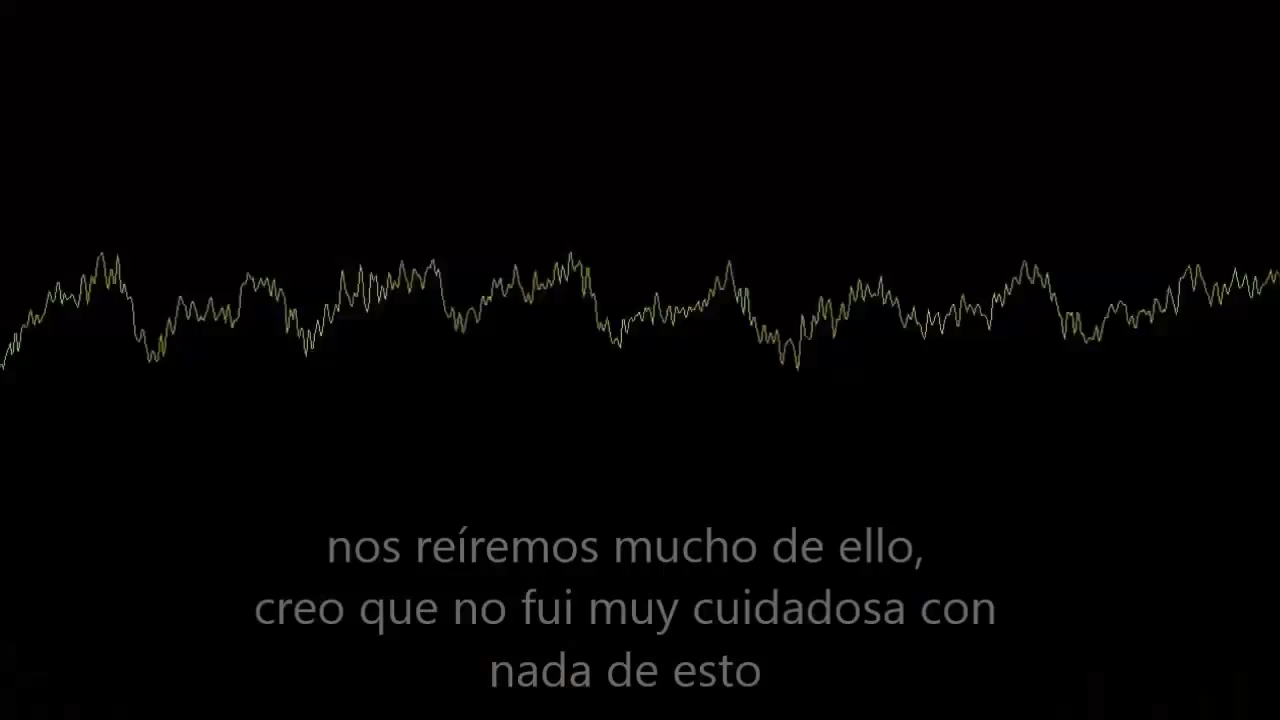 nos reíremos mucho de ello,
creo que no fui muy cuidadosa con
nada de esto